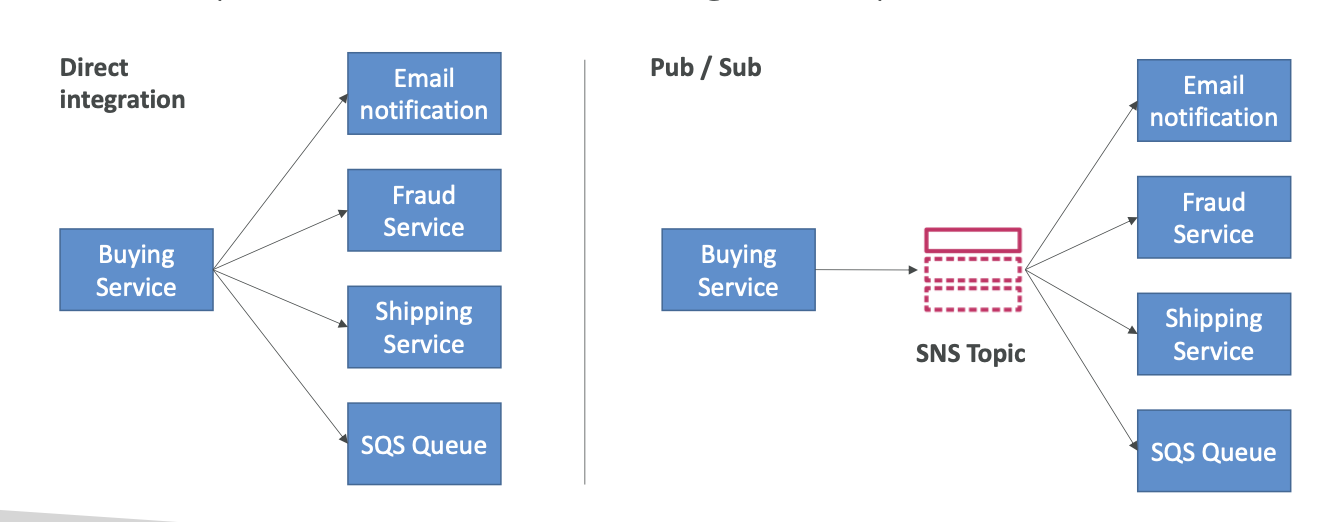 Direct
integration
Email
notification
Fraud
Service
Buying
Service
Shipping
Service
SQS Queue
Pub / Sub
Email
notification
Fraud
Service
Buying
Service
SNS Topic
Shipping
Service
SQS Queue